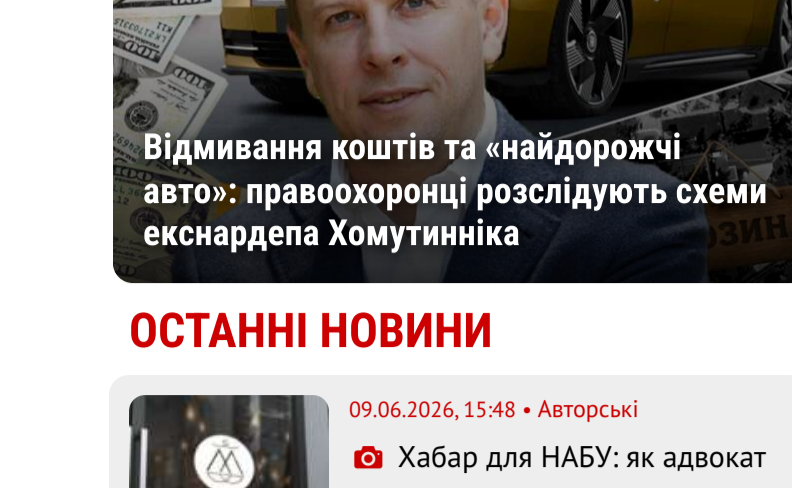 Відмивання коштів та «найдорожчі
авто»: правоохоронці розслідують схеми
екснардепа Хомутинніка
ОСТАННІ НОВИНИ
09.06.2026, 15:48 • Авторські
Хабар для НАБУ: як адвокат